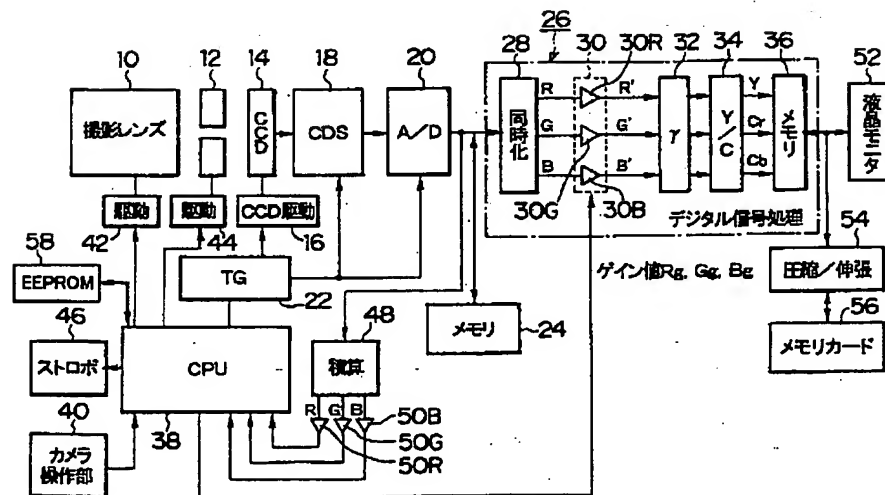 10
12
14
18
20
26
28
30
30R
32
34
36
52
撮影レンズ
CCD
CDS
A/D
同時化
R
G
B
R'
G'
B'
γ
Y/C
Y
Cr
Cb
メモリ
液晶モニタ
30G
30B
デジタル信号処理
駆動
42
駆動
44
CCD駆動
16
58
EEPROM
TG
22
ゲイン値Rg, Gg, Bg
54
圧縮/伸張
46
ストロボ
CPU
38
48
積算
メモリ
24
56
メモリカード
40
カメラ
操作部
R
G
B
50B
50G
50R